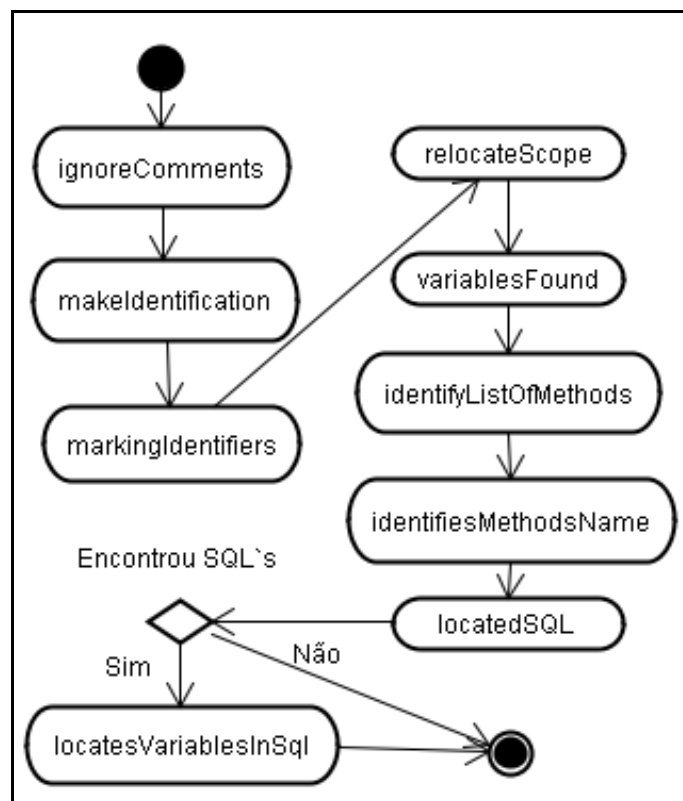 ignoreComments
makeIdentification
markingIdentifiers
relocateScope
variablesFound
identifyListOfMethods
identifiesMethodsName
locatedSQL
Encontrou SQL`s
Sim
Não
locatesVariablesInSql